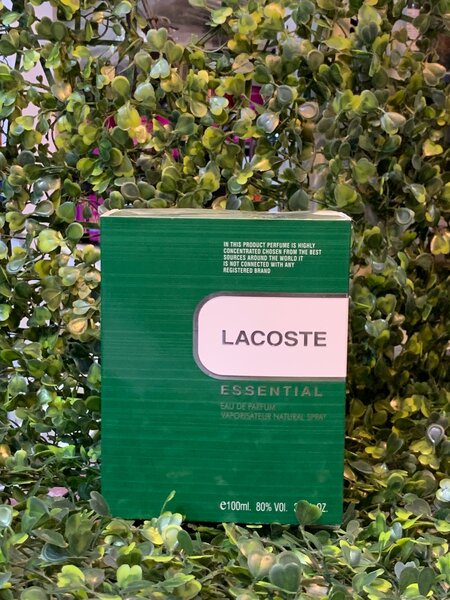 IN THIS PRODUCT PERFUME IS HIGHLY
CONCENTRATED CHOSEN FROM THE BEST
SOURCES AROUND THE WORLD IT
IS NOT CONNECTED WITH ANY
REGISTERED BRAND
LACOSTE
ESSENTIAL
EAU DE PARFUM
VAPORISATEUR NATURAL SPRAY
e100ml. 80% VOL.